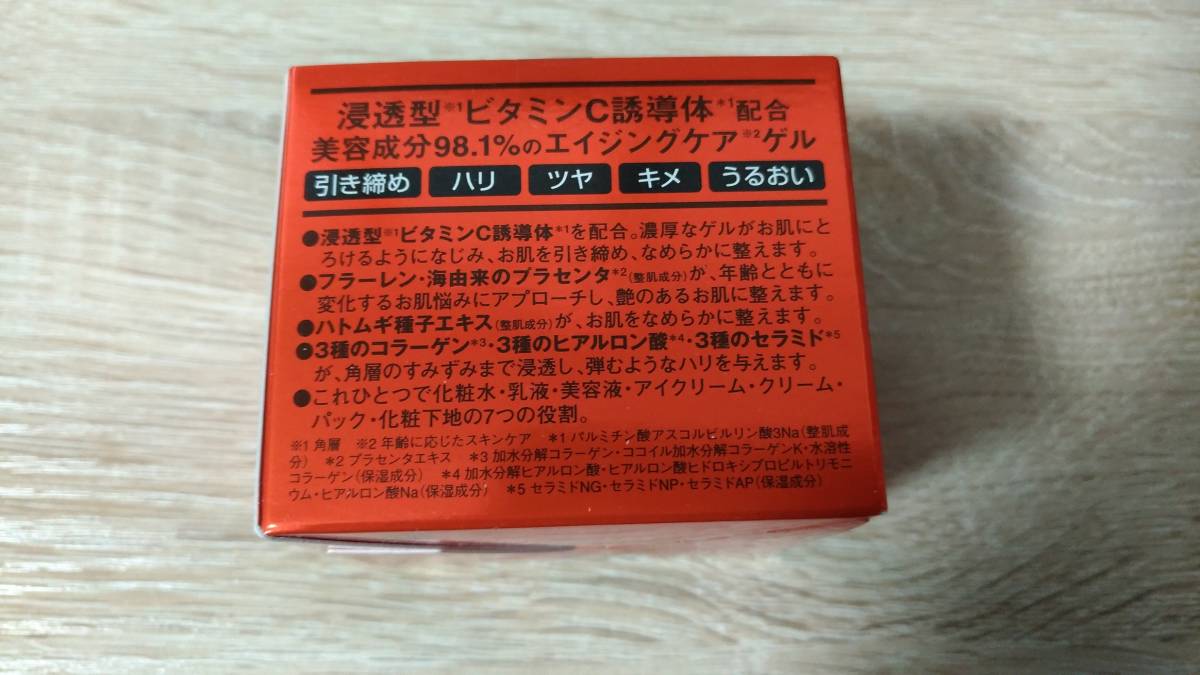 浸透型※1ビタミンC誘導体*1配合
美容成分98.1%のエイジングケア※2ゲル
引き締め ハリ ツヤ キメ うるおい
●浸透型※1ビタミンC誘導体*1を配合。濃厚なゲルがお肌にと
ろけるようになじみ、お肌を引き締め、なめらかに整えます。
●フラーレン・海由来のプラセンタ*2(整肌成分)が、年齢とともに
変化するお肌悩みにアプローチし、艶のあるお肌に整えます。
●ハトムギ種子エキス(整肌成分)が、お肌をなめらかに整えます。
●3種のコラーゲン*3・3種のヒアルロン酸*4・3種のセラミド*5
が、角層のすみずみまで浸透し、弾むようなハリを与えます。
●これひとつで化粧水・乳液・美容液・アイクリーム・クリーム・
パック・化粧下地の7つの役割。
※1 角層 ※2 年齢に応じたスキンケア *1 パルミチン酸アスコルビルリン酸3Na(整肌成
分) *2 プラセンタエキス *3 加水分解コラーゲン・ココイル加水分解コラーゲンK・水溶性
コラーゲン(保湿成分) *4 加水分解ヒアルロン酸・ヒアルロン酸ヒドロキシプロピルトリモニ
ウム・ヒアルロン酸Na(保湿成分) *5 セラミドNG・セラミドNP・セラミドAP(保湿成分)